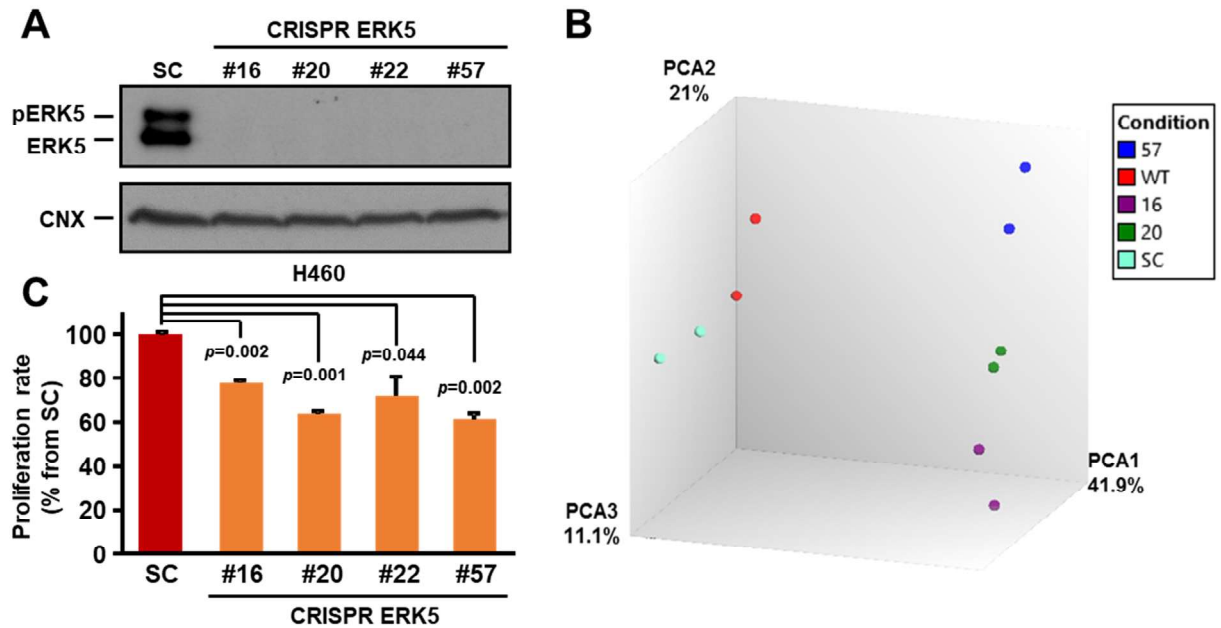 A
CRISPR ERK5
SC #16 #20 #22 #57
pERK5
ERK5
CNX
H460
B
PCA2
21%
PCA1
41.9%
PCA3
11.1%
Condition
57
WT
16
20
SC
C
Proliferation rate
(% from SC)
100
80
60
40
20
0
p=0.002
p=0.001
p=0.044
p=0.002
SC #16 #20 #22 #57
CRISPR ERK5